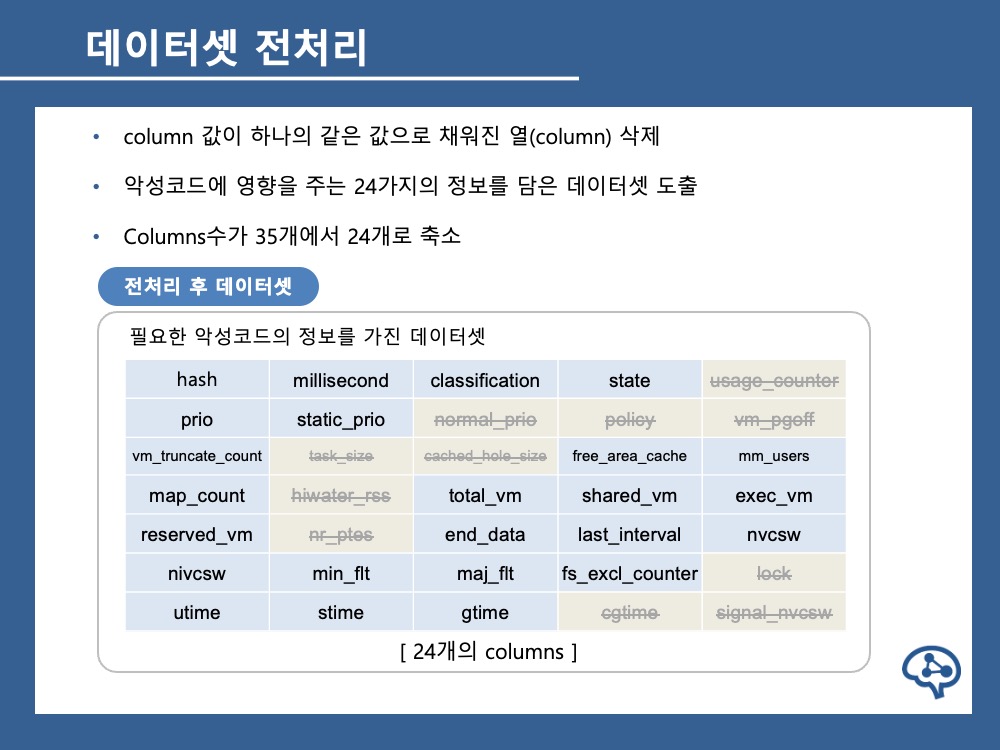 데이터셋 전처리
• column 값이 하나의 같은 값으로 채워진 열(column) 삭제
• 악성코드에 영향을 주는 24가지의 정보를 담은 데이터셋 도출
• Columns수가 35개에서 24개로 축소
전처리 후 데이터셋
필요한 악성코드의 정보를 가진 데이터셋
hash millisecond classification state usage_counter
prio static_prio normal_prio policy vm_pgoff
vm_truncate_count task_size cached_hole_size free_area_cache mm_users
map_count hiwater_rss total_vm shared_vm exec_vm
reserved_vm nr_ptes end_data last_interval nvcsw
nivcsw min_flt maj_flt fs_excl_counter lock
utime stime gtime cgtime signal_nvcsw
[ 24개의 columns ]